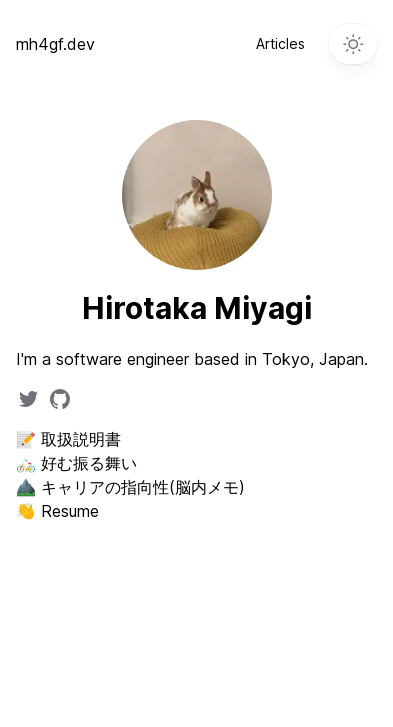 mh4gf.dev
Articles
Hirotaka Miyagi
I'm a software engineer based in Tokyo, Japan.
📝 取扱説明書
🚲 好む振る舞い
⛰️ キャリアの指向性(脳内メモ)
👋 Resume